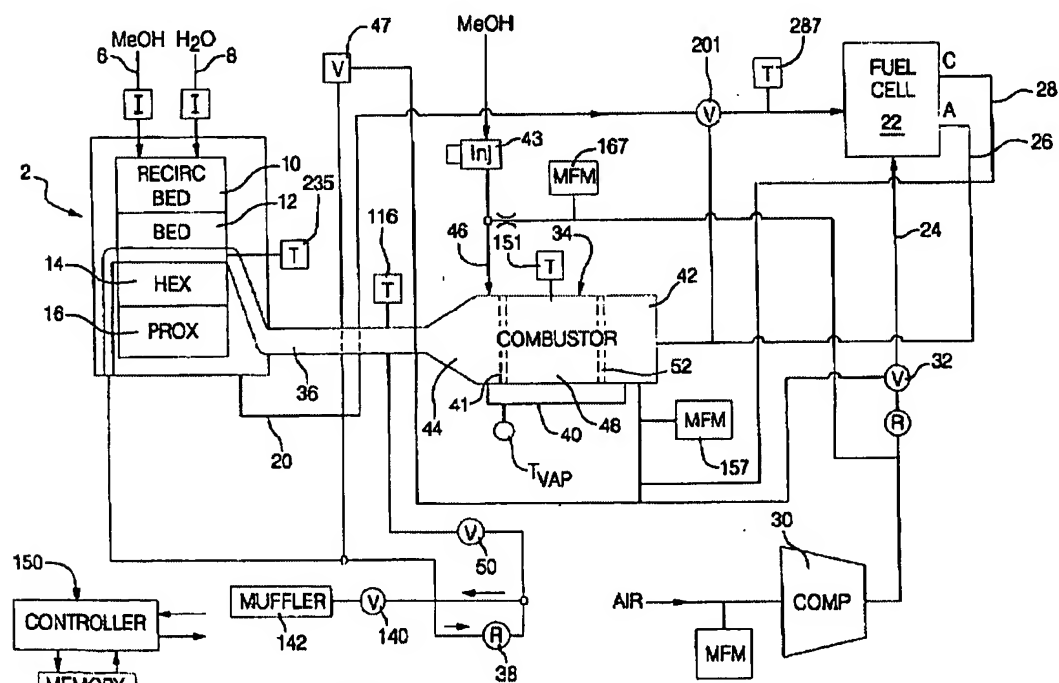 MeOH H2O
6
8
I
I
2
RECIRC
BED
10
BED
12
14
HEX
16
PROX
235
T
V
47
MeOH
Inj
43
MFM
167
201
V
T
287
FUEL
CELL
22
C
A
28
26
24
116
T
46
151
T
34
42
COMBUSTOR
36
44
41
48
52
40
TVAP
MFM
157
20
V
32
R
30
AIR
COMP
MFM
V
50
MUFFLER
142
V
140
R
38
150
CONTROLLER
MEMORY